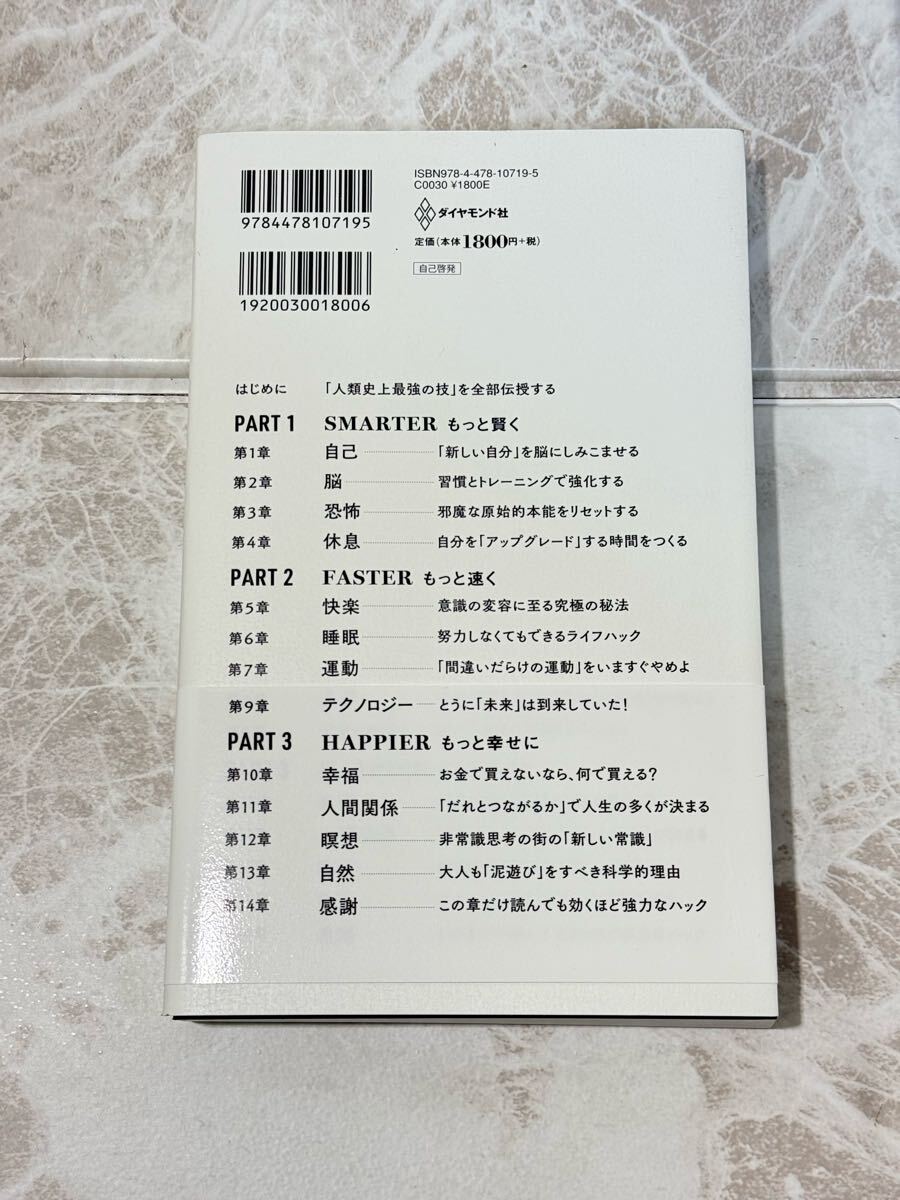 ISBN978-4-478-10719-5
C0030 ¥1800E
ダイヤモンド社
定価(本体1800円+税)
自己啓発
9784478107195
1920030018006
はじめに 「人類史上最強の技」を全部伝授する
PART 1 SMARTER もっと賢く
第1章 自己 「新しい自分」を脳にしみこませる
第2章 脳 習慣とトレーニングで強化する
第3章 恐怖 邪魔な原始的本能をリセットする
第4章 休息 自分を「アップグレード」する時間をつくる
PART 2 FASTER もっと速く
第5章 快楽 意識の変容に至る究極の秘法
第6章 睡眠 努力しなくてもできるライフハック
第7章 運動 「間違いだらけの運動」をいますぐやめよ
第9章 テクノロジー とうに「未来」は到来していた!
PART 3 HAPPIER もっと幸せに
第10章 幸福 お金で買えないなら、何で買える?
第11章 人間関係 「だれとつながるか」で人生の多くが決まる
第12章 瞑想 非常識思考の街の「新しい常識」
第13章 自然 大人も「泥遊び」をすべき科学的理由
第14章 感謝 この章だけ読んでも効くほど強力なハック